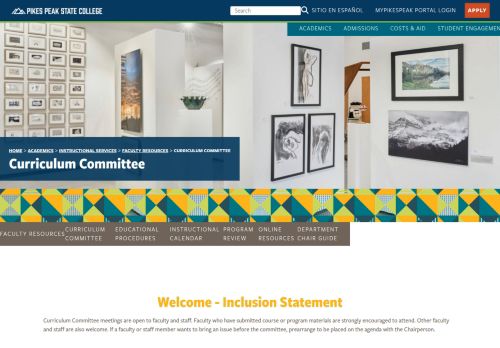 PIKES PEAK STATE COLLEGE
Search
SITIO EN ESPAÑOL
MYPIKESPEAK PORTAL LOGIN
APPLY
ACADEMICS
ADMISSIONS
COSTS & AID
STUDENT ENGAGEMEN
HOME > ACADEMICS > INSTRUCTIONAL SERVICES > FACULTY RESOURCES > CURRICULUM COMMITTEE
Curriculum Committee
FACULTY RESOURCES
CURRICULUM COMMITTEE
EDUCATIONAL PROCEDURES
INSTRUCTIONAL CALENDAR
PROGRAM REVIEW
ONLINE RESOURCES
DEPARTMENT CHAIR GUIDE
Welcome - Inclusion Statement
Curriculum Committee meetings are open to faculty and staff. Faculty who have submitted course or program materials are strongly encouraged to attend. Other faculty
and staff are also welcome. If a faculty or staff member wants to bring an issue before the committee, prearrange to be placed on the agenda with the Chairperson.